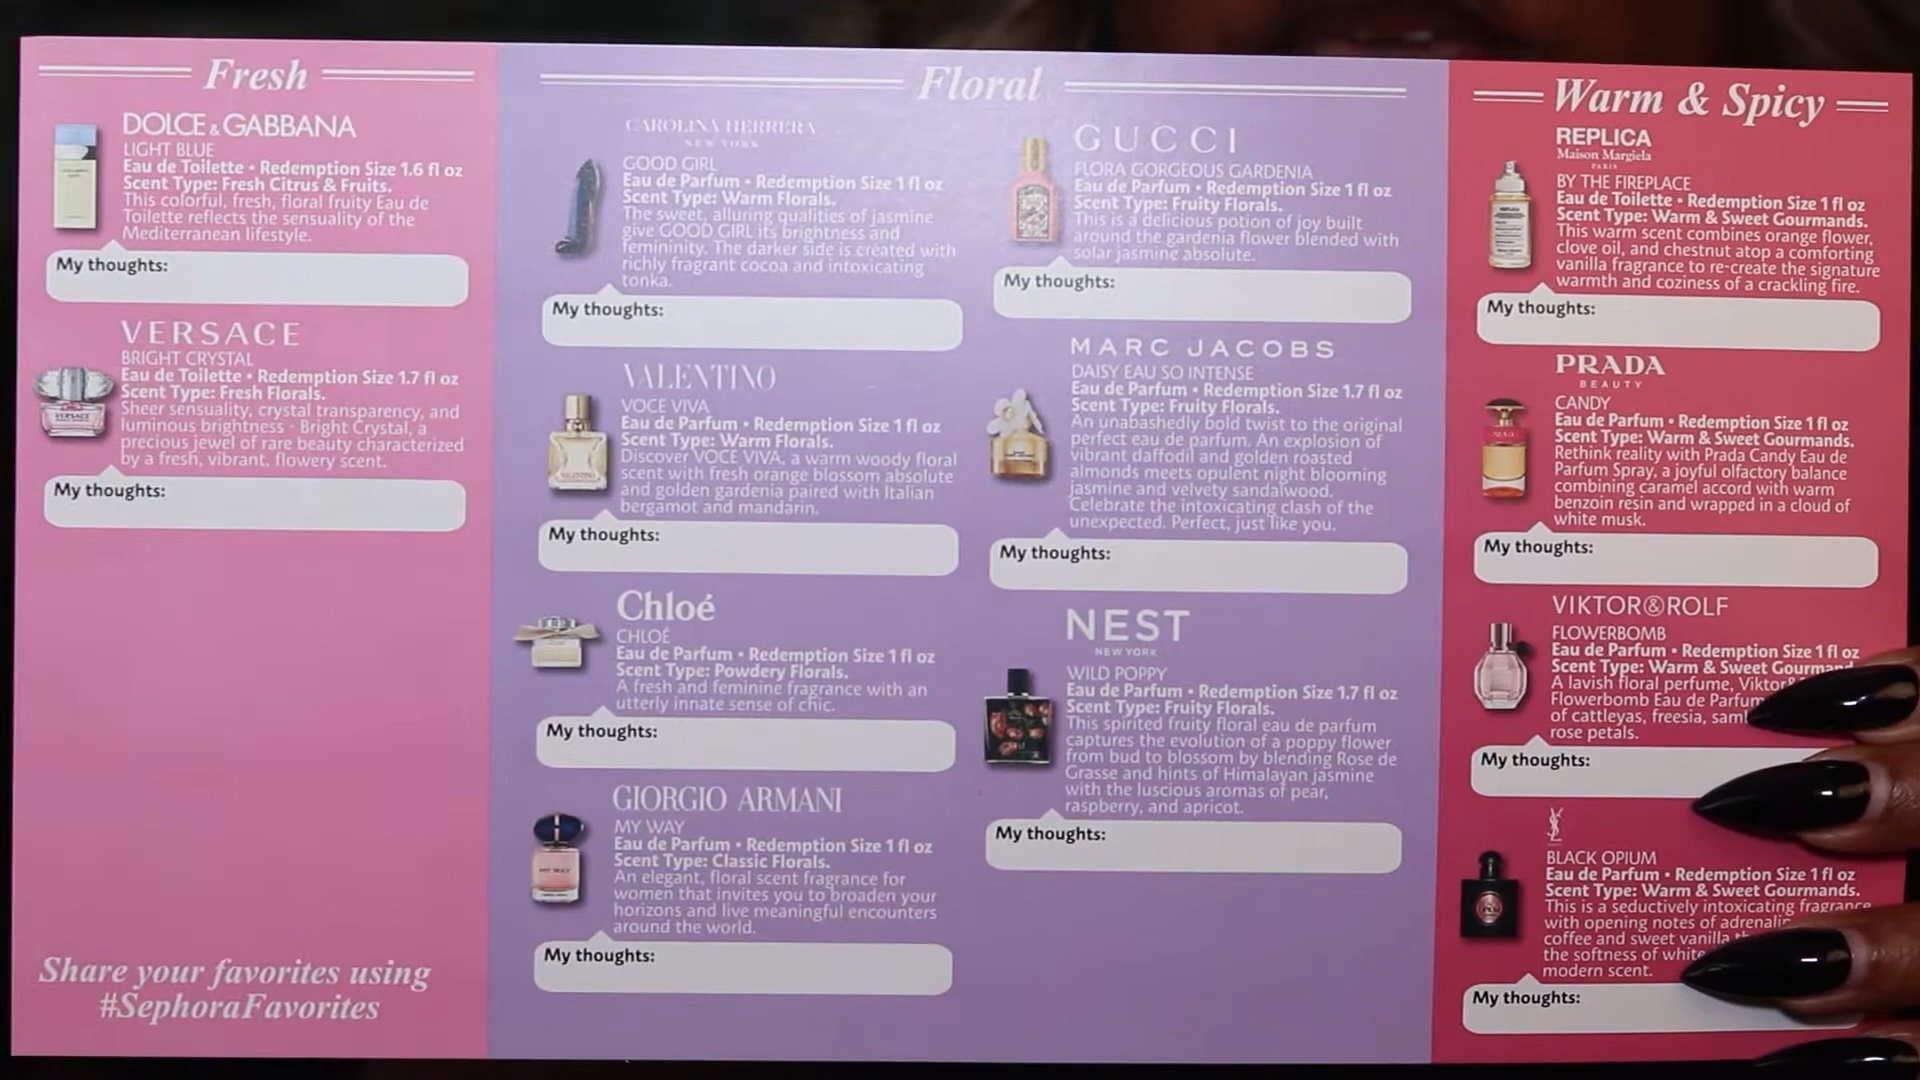 Fresh
DOLCE & GABBANA
LIGHT BLUE
Eau de Toilette • Redemption Size 1.6 fl oz
Scent Type: Fresh Citrus & Fruits.
This colorful, fresh, floral fruity Eau de
Toilette reflects the sensuality of the
Mediterranean lifestyle.
My thoughts:
VERSACE
BRIGHT CRYSTAL
Eau de Toilette • Redemption Size 1.7 fl oz
Scent Type: Fresh Florals.
Sheer sensuality, crystal transparency, and
luminous brightness - Bright Crystal, a
precious jewel of rare beauty characterized
by a fresh, vibrant, flowery scent.
My thoughts:
Share your favorites using
#SephoraFavorites
Floral
CAROLINA HERRERA
NEW YORK
GOOD GIRL
Eau de Parfum • Redemption Size 1 fl oz
Scent Type: Warm Florals.
The sweet, alluring qualities of jasmine
give GOOD GIRL its brightness and
femininity. The darker side is created with
richly fragrant cocoa and intoxicating
tonka.
My thoughts:
VALENTINO
VOCE VIVA
Eau de Parfum • Redemption Size 1 fl oz
Scent Type: Warm Florals.
Discover VOCE VIVA, a warm woody floral
scent with fresh orange blossom absolute
and golden gardenia paired with Italian
bergamot and mandarin.
My thoughts:
Chloé
CHLOÉ
Eau de Parfum • Redemption Size 1 fl oz
Scent Type: Powdery Florals.
A fresh and feminine fragrance with an
utterly innate sense of chic.
My thoughts:
GIORGIO ARMANI
MY WAY
Eau de Parfum • Redemption Size 1 fl oz
Scent Type: Classic Florals.
An elegant, floral scent fragrance for
women that invites you to broaden your
horizons and live meaningful encounters
around the world.
My thoughts:
GUCCI
FLORA GORGEOUS GARDENIA
Eau de Parfum • Redemption Size 1 fl oz
Scent Type: Fruity Florals.
This is a delicious potion of joy built
around the gardenia flower blended with
solar jasmine absolute.
My thoughts:
MARC JACOBS
DAISY EAU SO INTENSE
Eau de Parfum • Redemption Size 1.7 fl oz
Scent Type: Fruity Florals.
An unabashedly bold twist to the original
perfect eau de parfum. An explosion of
vibrant daffodil and golden roasted
almonds meets opulent night blooming
jasmine and velvety sandalwood.
Celebrate the intoxicating clash of the
unexpected. Perfect, just like you.
My thoughts:
NEST
NEW YORK
WILD POPPY
Eau de Parfum • Redemption Size 1.7 fl oz
Scent Type: Fruity Florals.
This spirited fruity floral eau de parfum
captures the evolution of a poppy flower
from bud to blossom by blending Rose de
Grasse and hints of Himalayan jasmine
with the luscious aromas of pear,
raspberry, and apricot.
My thoughts:
Warm & Spicy
REPLICA
Maison Margiela
PARIS
BY THE FIREPLACE
Eau de Toilette • Redemption Size 1 fl oz
Scent Type: Warm & Sweet Gourmands.
This warm scent combines orange flower,
clove oil, and chestnut atop a comforting
vanilla fragrance to re-create the signature
warmth and coziness of a crackling fire.
My thoughts:
PRADA
BEAUTY
CANDY
Eau de Parfum • Redemption Size 1 fl oz
Scent Type: Warm & Sweet Gourmands.
Rethink reality with Prada Candy Eau de
Parfum Spray, a joyful olfactory balance
combining caramel accord with warm
benzoin resin and wrapped in a cloud of
white musk.
My thoughts:
VIKTOR&ROLF
FLOWERBOMB
Eau de Parfum • Redemption Size 1 fl oz
Scent Type: Warm & Sweet
A lavish floral perfume,
Flowerbomb Eau de Parfum
of cattleyas, freesia,
rose petals.
My thoughts:
YSL
BLACK OPIUM
Eau de Parfum • Redemption Size 1 fl oz
Scent Type: Warm & Sweet Gourmands.
This is a seductively intoxicating fragrance
with opening notes of
coffee and sweet vanilla
the softness of white
modern scent.
My thoughts: